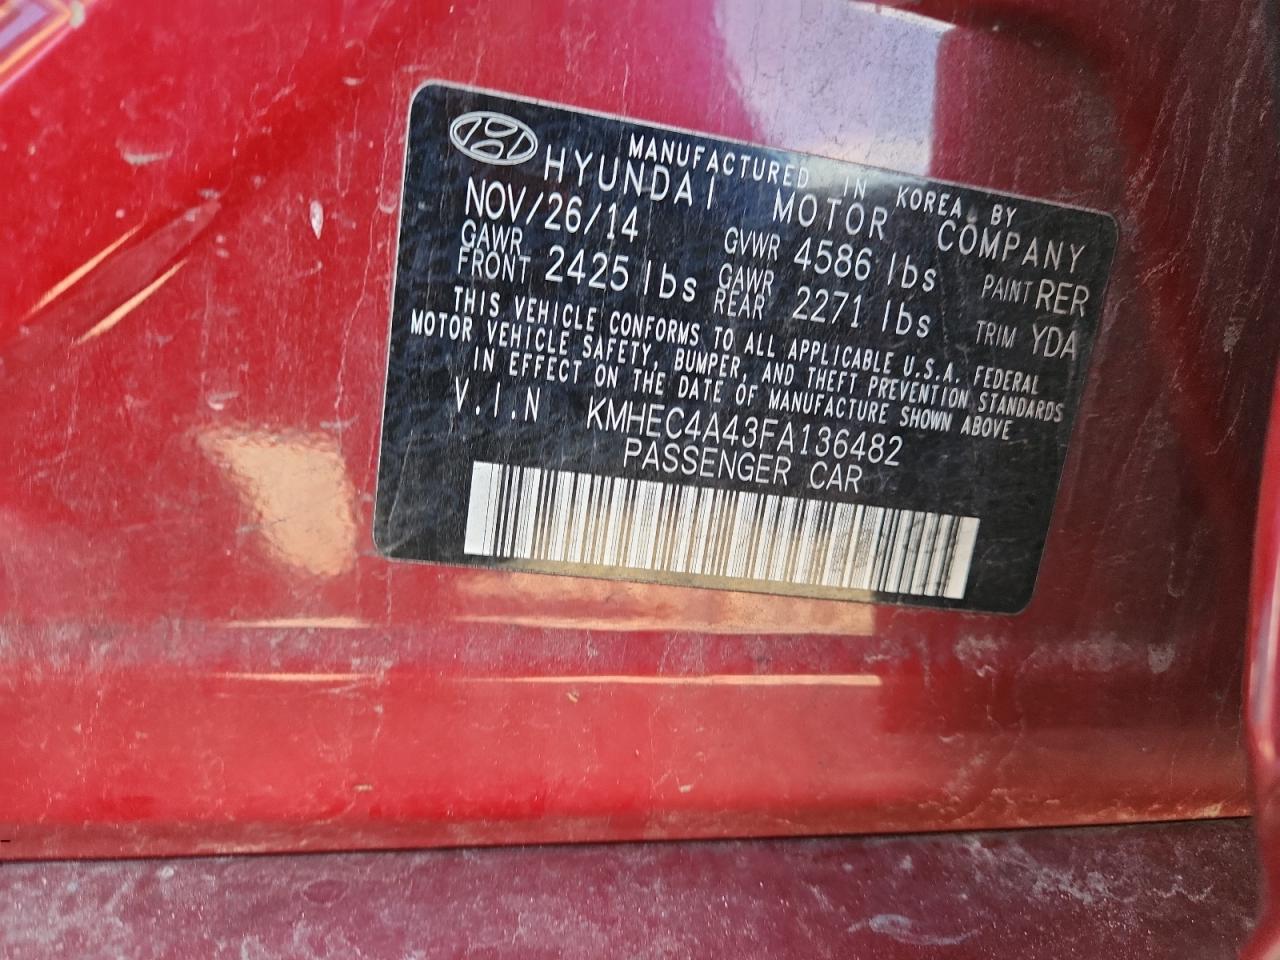 MANUFACTURED IN KOREA BY
HYUNDAI MOTOR COMPANY
NOV/26/14 GVWR 4586 lbs PAINT RER
GAWR FRONT 2425 lbs GAWR REAR 2271 lbs TRIM YDA
THIS VEHICLE CONFORMS TO ALL APPLICABLE U.S.A. FEDERAL
MOTOR VEHICLE SAFETY, BUMPER, AND THEFT PREVENTION STANDARDS
IN EFFECT ON THE DATE OF MANUFACTURE SHOWN ABOVE
V.I.N KMHEC4A43FA136482
PASSENGER CAR